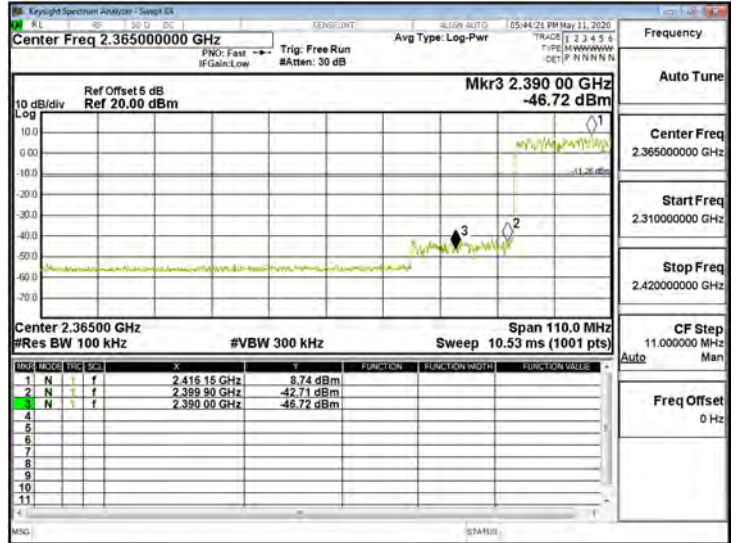 Keysight Spectrum Analyzer - Swept SA
RL RF 50 Ω DC SENSE:INT ALIGN AUTO 05:44:21 PM May 11, 2020
Center Freq 2.365000000 GHz
PNO: Fast
IFGain:Low
Trig: Free Run
#Atten: 30 dB
Avg Type: Log-Pwr
TRACE 1 2 3 4 5 6
TYPE M WWWWW
DET P N N N N N
Frequency
Auto Tune
Center Freq
2.365000000 GHz
Start Freq
2.310000000 GHz
Stop Freq
2.420000000 GHz
CF Step
11.000000 MHz
Auto Man
Freq Offset
0 Hz
Ref Offset 5 dB
10 dB/div Ref 20.00 dBm
Log
Mkr3 2.390 00 GHz
-46.72 dBm
10.0
0.00
-10.0
-20.0
-30.0
-40.0
-50.0
-60.0
-70.0
1
-11.26 dBm
2
3
Center 2.36500 GHz Span 110.0 MHz
#Res BW 100 kHz #VBW 300 kHz Sweep 10.53 ms (1001 pts)
MKR MODE TRC SCL X Y FUNCTION FUNCTION WIDTH FUNCTION VALUE
1 N 1 f 2.416 15 GHz 8.74 dBm
2 N 1 f 2.399 90 GHz -42.71 dBm
3 N 1 f 2.390 00 GHz -46.72 dBm
4
5
6
7
8
9
10
11
MSG STATUS